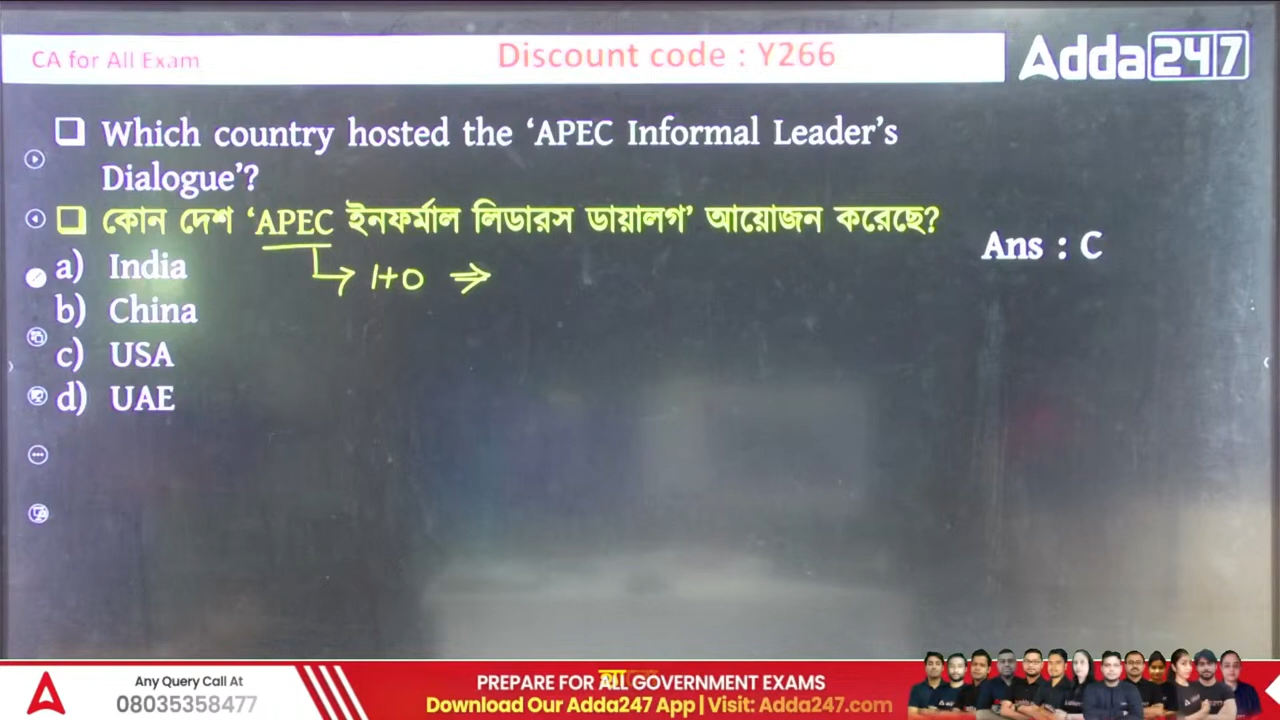 CA for All Exam
Discount code : Y266
Adda247
Which country hosted the ‘APEC Informal Leader’s
Dialogue’?
কোন দেশ ‘APEC ইনফর্মাল লিডারস ডায়ালগ’ আয়োজন করেছে?
Ans : C
a) India
H0 ⇒
b) China
c) USA
d) UAE
Any Query Call At
08035358477
PREPARE FOR ALL GOVERNMENT EXAMS
Download Our Adda247 App | Visit: Adda247.com